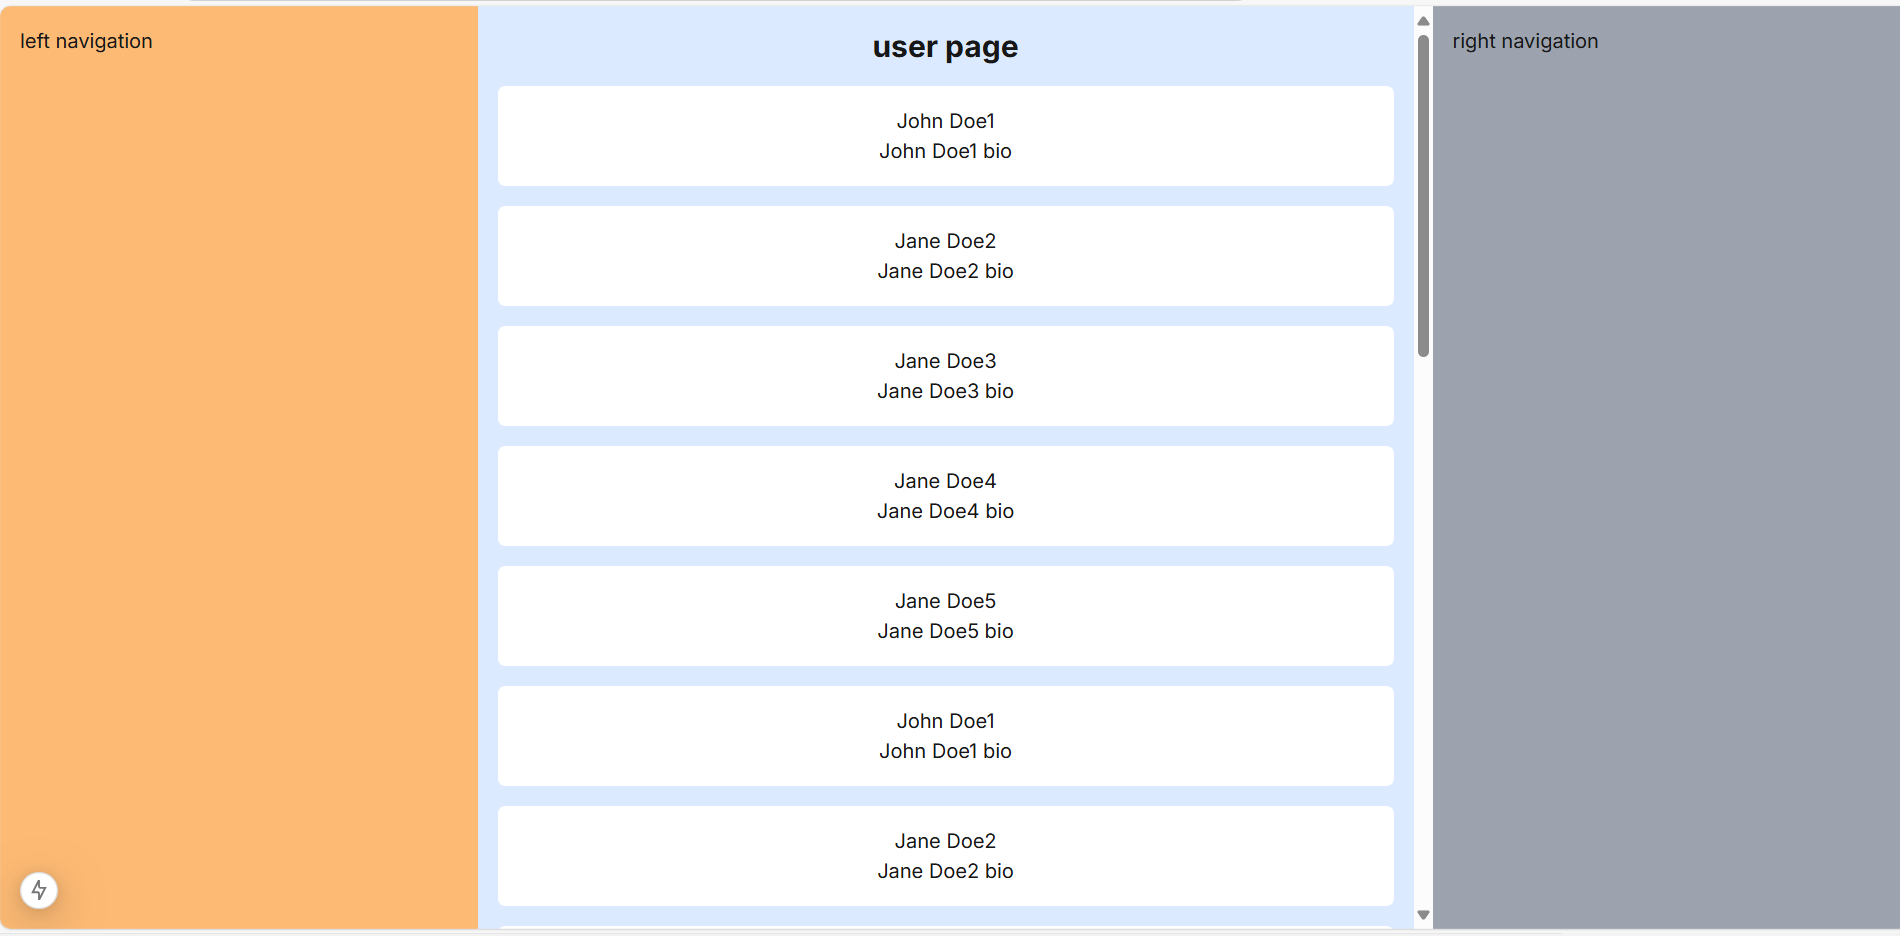 left navigation
user page
John Doe1
John Doe1 bio
Jane Doe2
Jane Doe2 bio
Jane Doe3
Jane Doe3 bio
Jane Doe4
Jane Doe4 bio
Jane Doe5
Jane Doe5 bio
John Doe1
John Doe1 bio
Jane Doe2
Jane Doe2 bio
right navigation